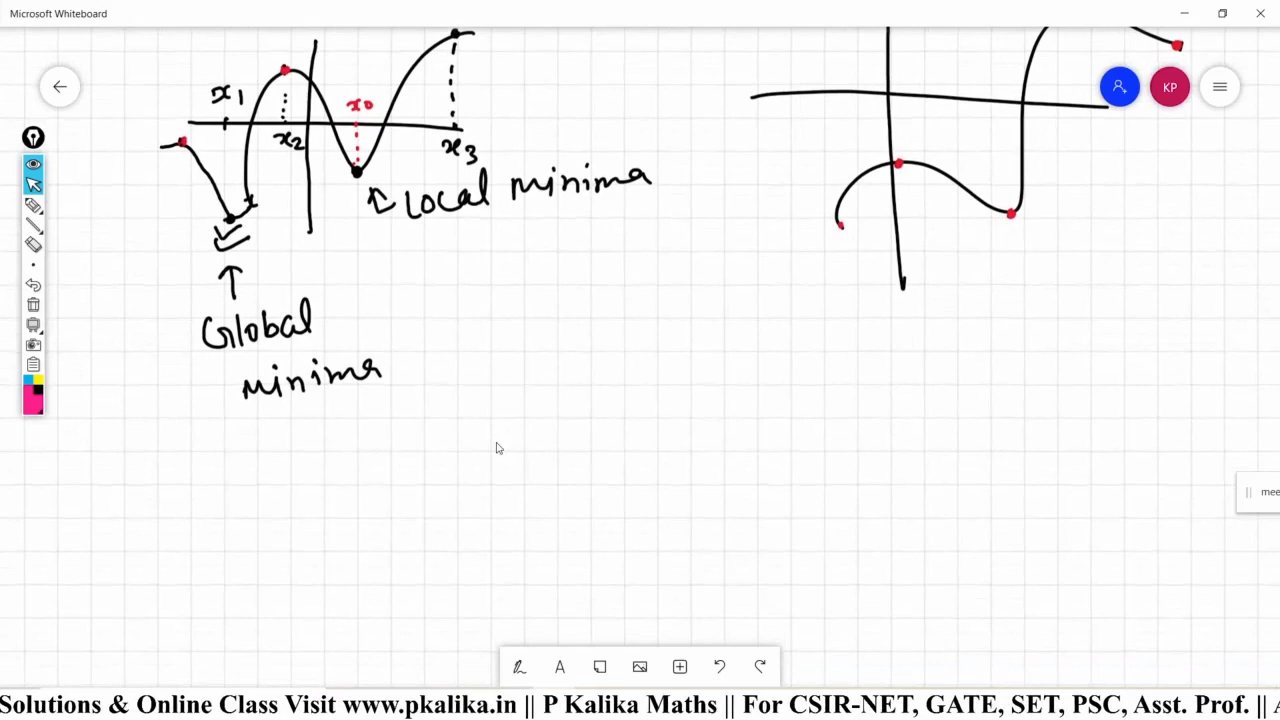 Microsoft Whiteboard
KP
x1
x0
x2
x3
Local minima
Global
minima
mee
A
Solutions & Online Class Visit www.pkalika.in || P Kalika Maths || For CSIR-NET, GATE, SET, PSC, Asst. Prof. || A